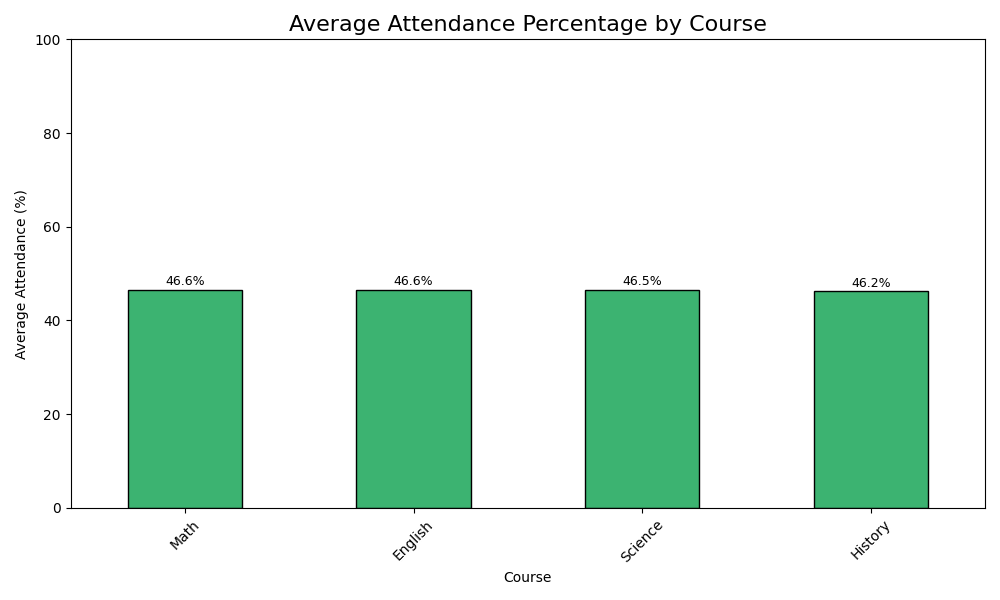 Average Attendance Percentage by Course
Average Attendance (%)
100
80
60
40
20
0
46.6%
46.6%
46.5%
46.2%
Math
English
Science
History
Course